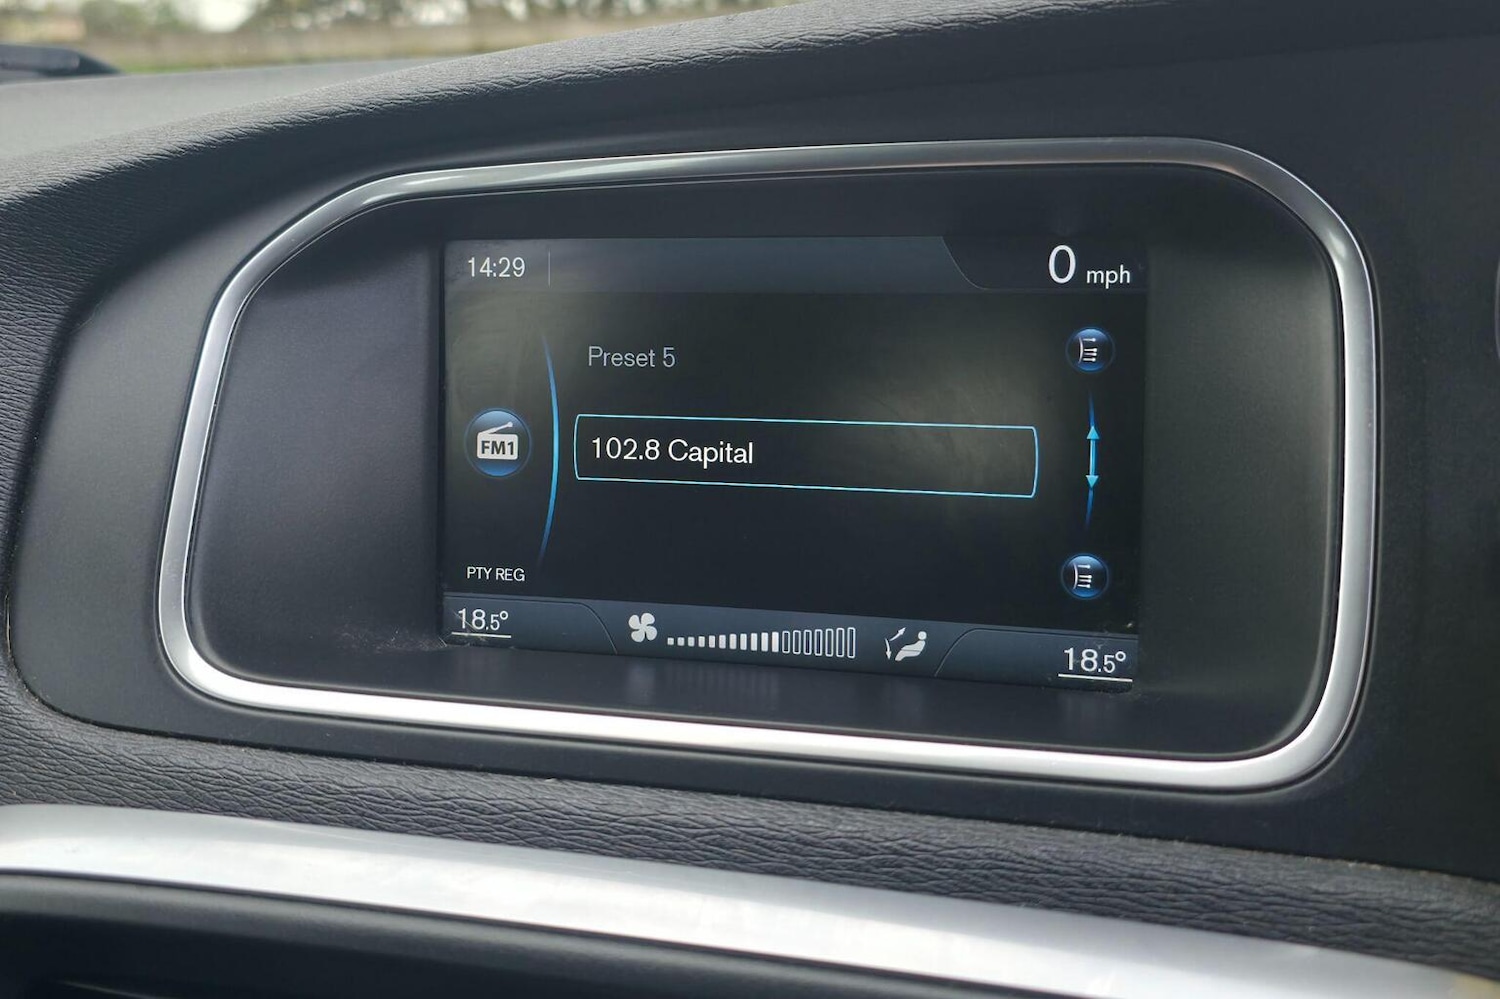 14:29
0 mph
Preset 5
FM1
102.8 Capital
PTY REG
18.5°
18.5°